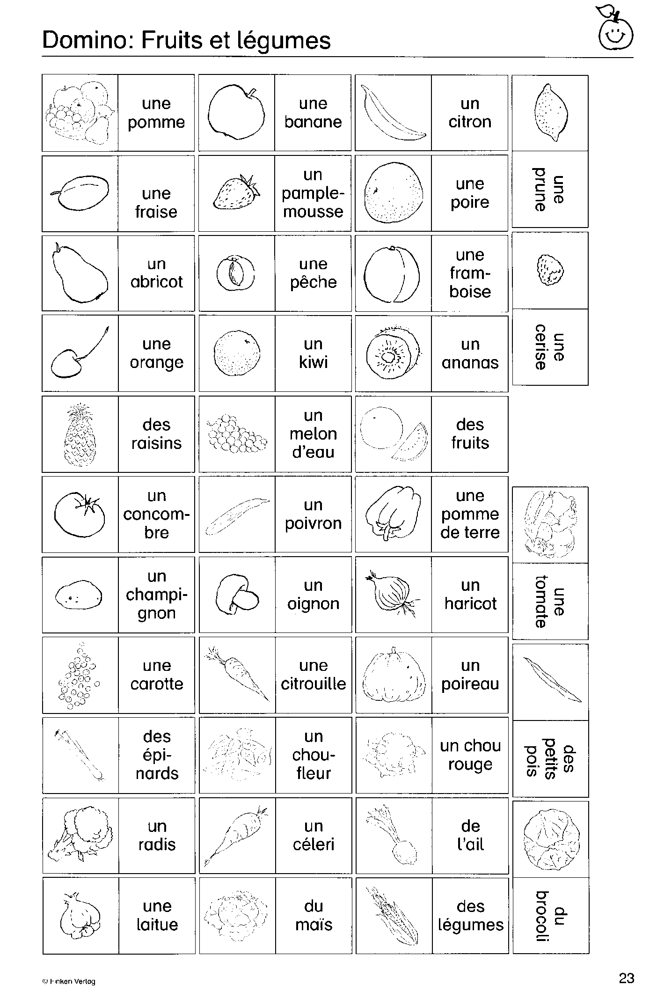 Domino: Fruits et légumes
une
pomme
une
banane
un
citron
une
prune
une
fraise
un
pample-
mousse
une
poire
un
abricot
une
pêche
une
fram-
boise
une
cerise
une
orange
un
kiwi
un
ananas
des
raisins
un
melon
d'eau
des
fruits
un
concom-
bre
un
poivron
une
pomme
de terre
une
tomate
un
champi-
gnon
un
oignon
un
haricot
une
carotte
une
citrouille
un
poireau
des
petits
pois
des
épi-
nards
un
chou-
fleur
un chou
rouge
un
radis
un
céleri
de
l'ail
du
brocoli
une
laitue
du
maïs
des
légumes
© Finken Verlag
23